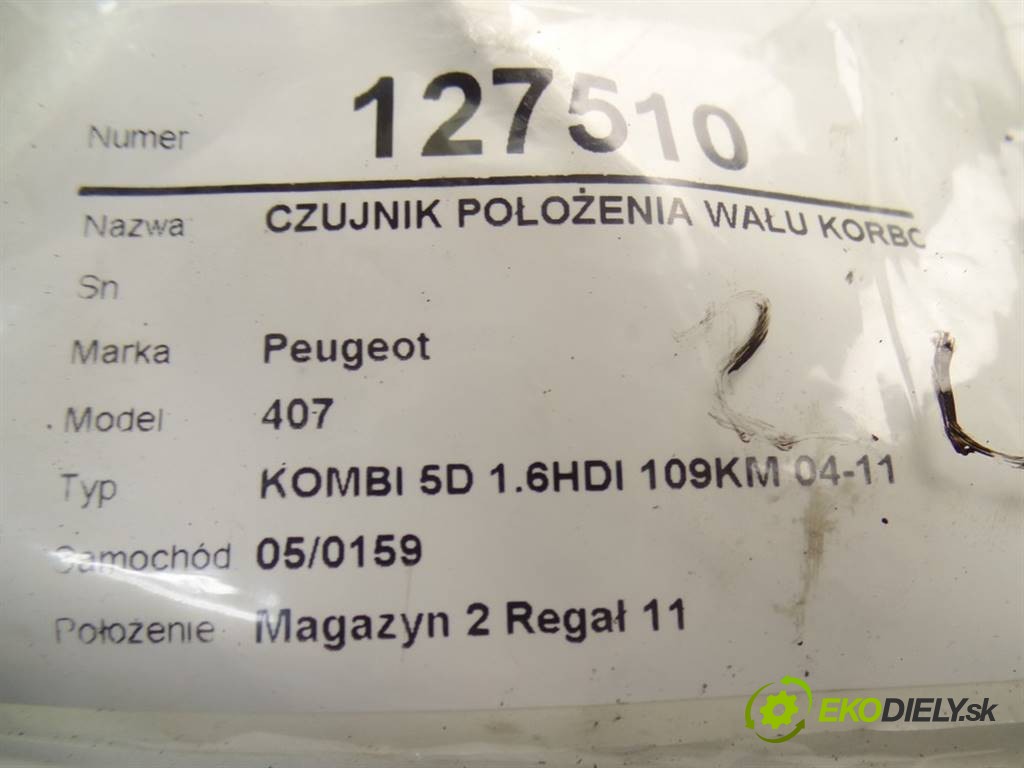 Numer 127510
Nazwa CZUJNIK POŁOŻENIA WAŁU KORBO
Sn
Marka Peugeot
Model 407
Typ KOMBI 5D 1.6HDI 109KM 04-11
Samochód 05/0159
Położenie Magazyn 2 Regał 11
EKODIELY.sk